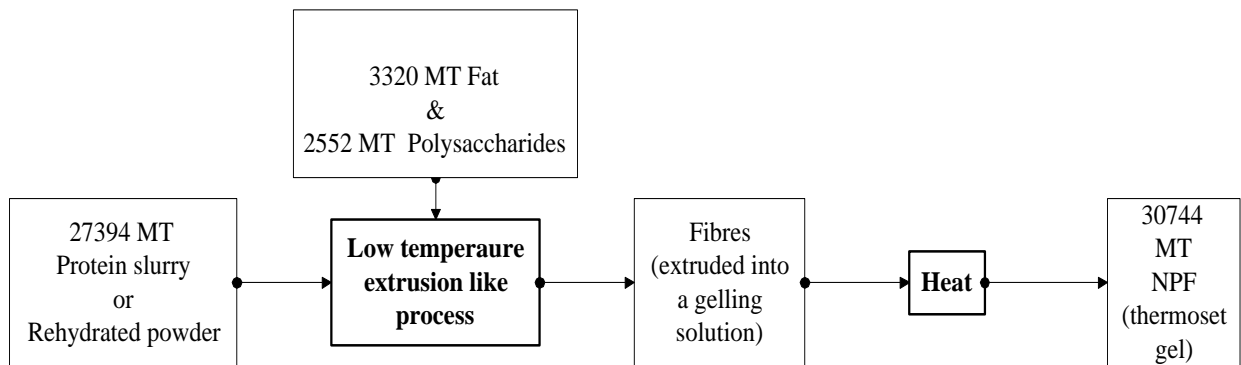 3320 MT Fat
&
2552 MT Polysaccharides
27394 MT
Protein slurry
or
Rehydrated powder
Low temperaure
extrusion like
process
Fibres
(extruded into
a gelling
solution)
Heat
30744
MT
NPF
(thermoset
gel)